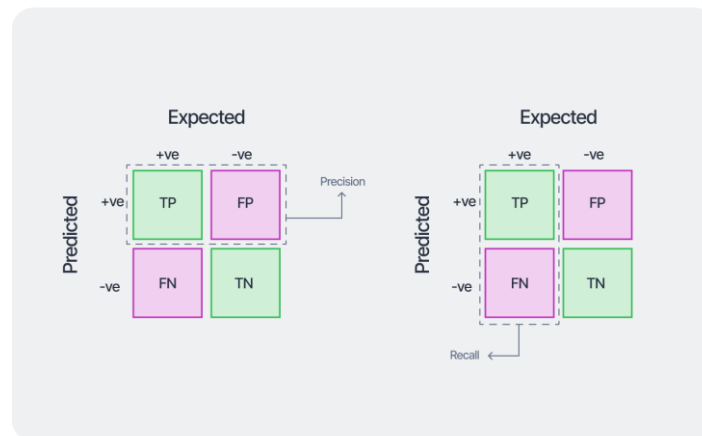 Expected
+ve -ve
Precision
Predicted
+ve TP FP
-ve FN TN
Expected
+ve -ve
Predicted
+ve TP FP
-ve FN TN
Recall